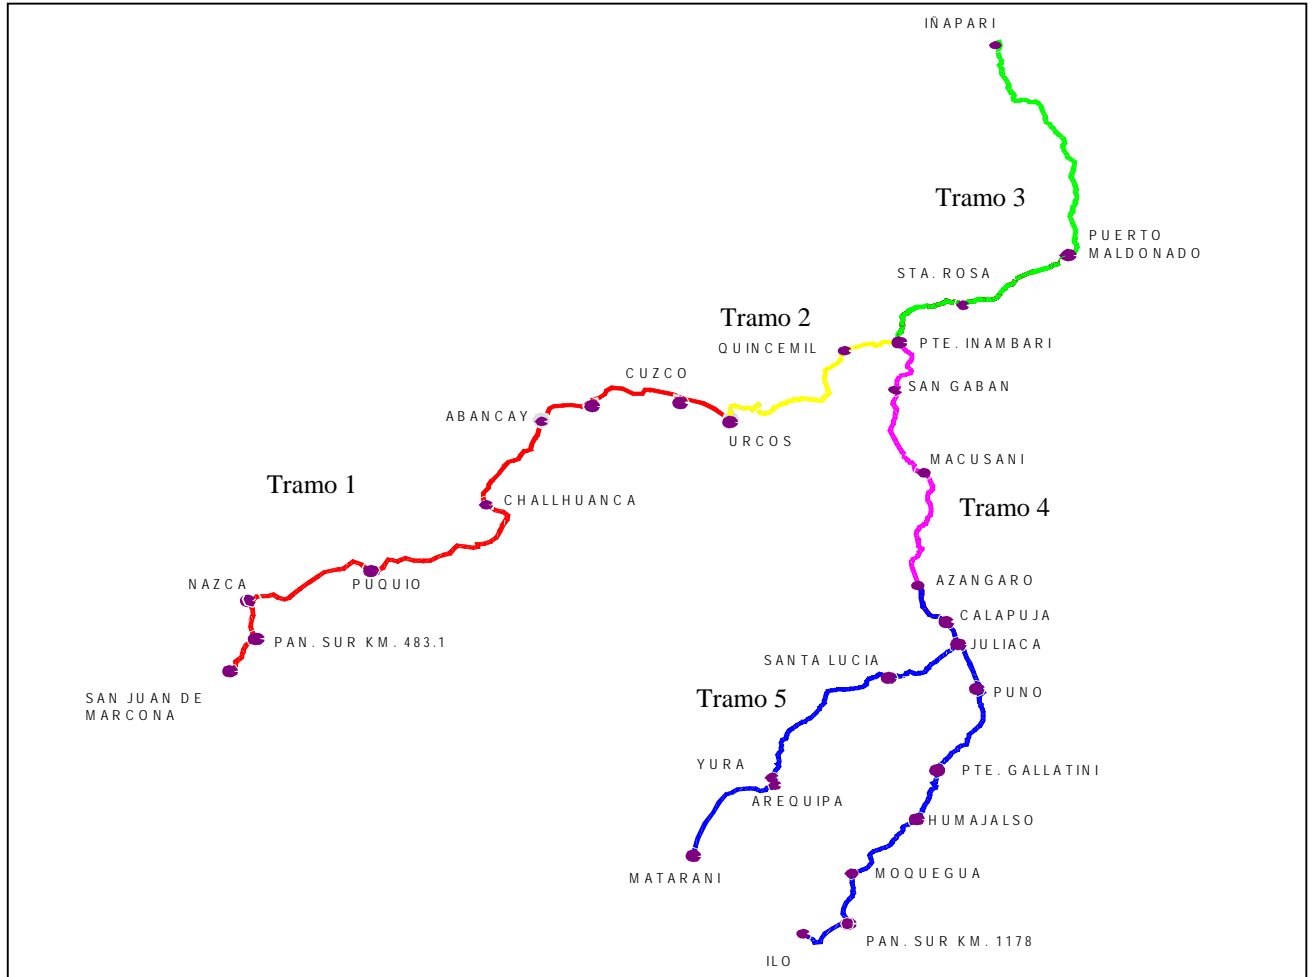 IÑAPARI
Tramo 3
PUERTO
MALDONADO
STA. ROSA
Tramo 2
QUINCEMIL
PTE. INAMBARI
CUZCO
SAN GABAN
ABANCAY
URCOS
MACUSANI
Tramo 1
CHALLHUANCA
Tramo 4
NAZCA
PUQUIO
AZANGARO
CALAPUJA
PAN. SUR KM. 483.1
JULIACA
SANTA LUCIA
SAN JUAN DE
MARCONA
Tramo 5
PUNO
YURA
PTE. GALLATINI
AREQUIPA
HUMAJALSO
MATARANI
MOQUEGUA
PAN. SUR KM. 1178
ILO